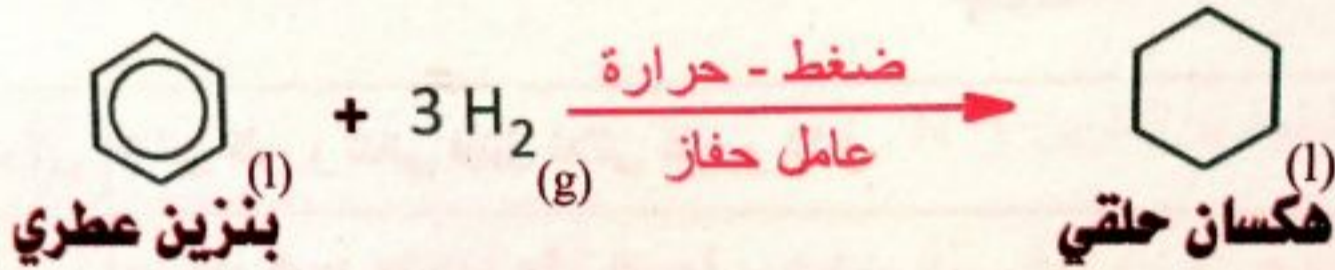 ضغط - حرارة
(l) + 3 H₂ (g) (l)
عامل حفاز
بنزين عطري هكسان حلقي